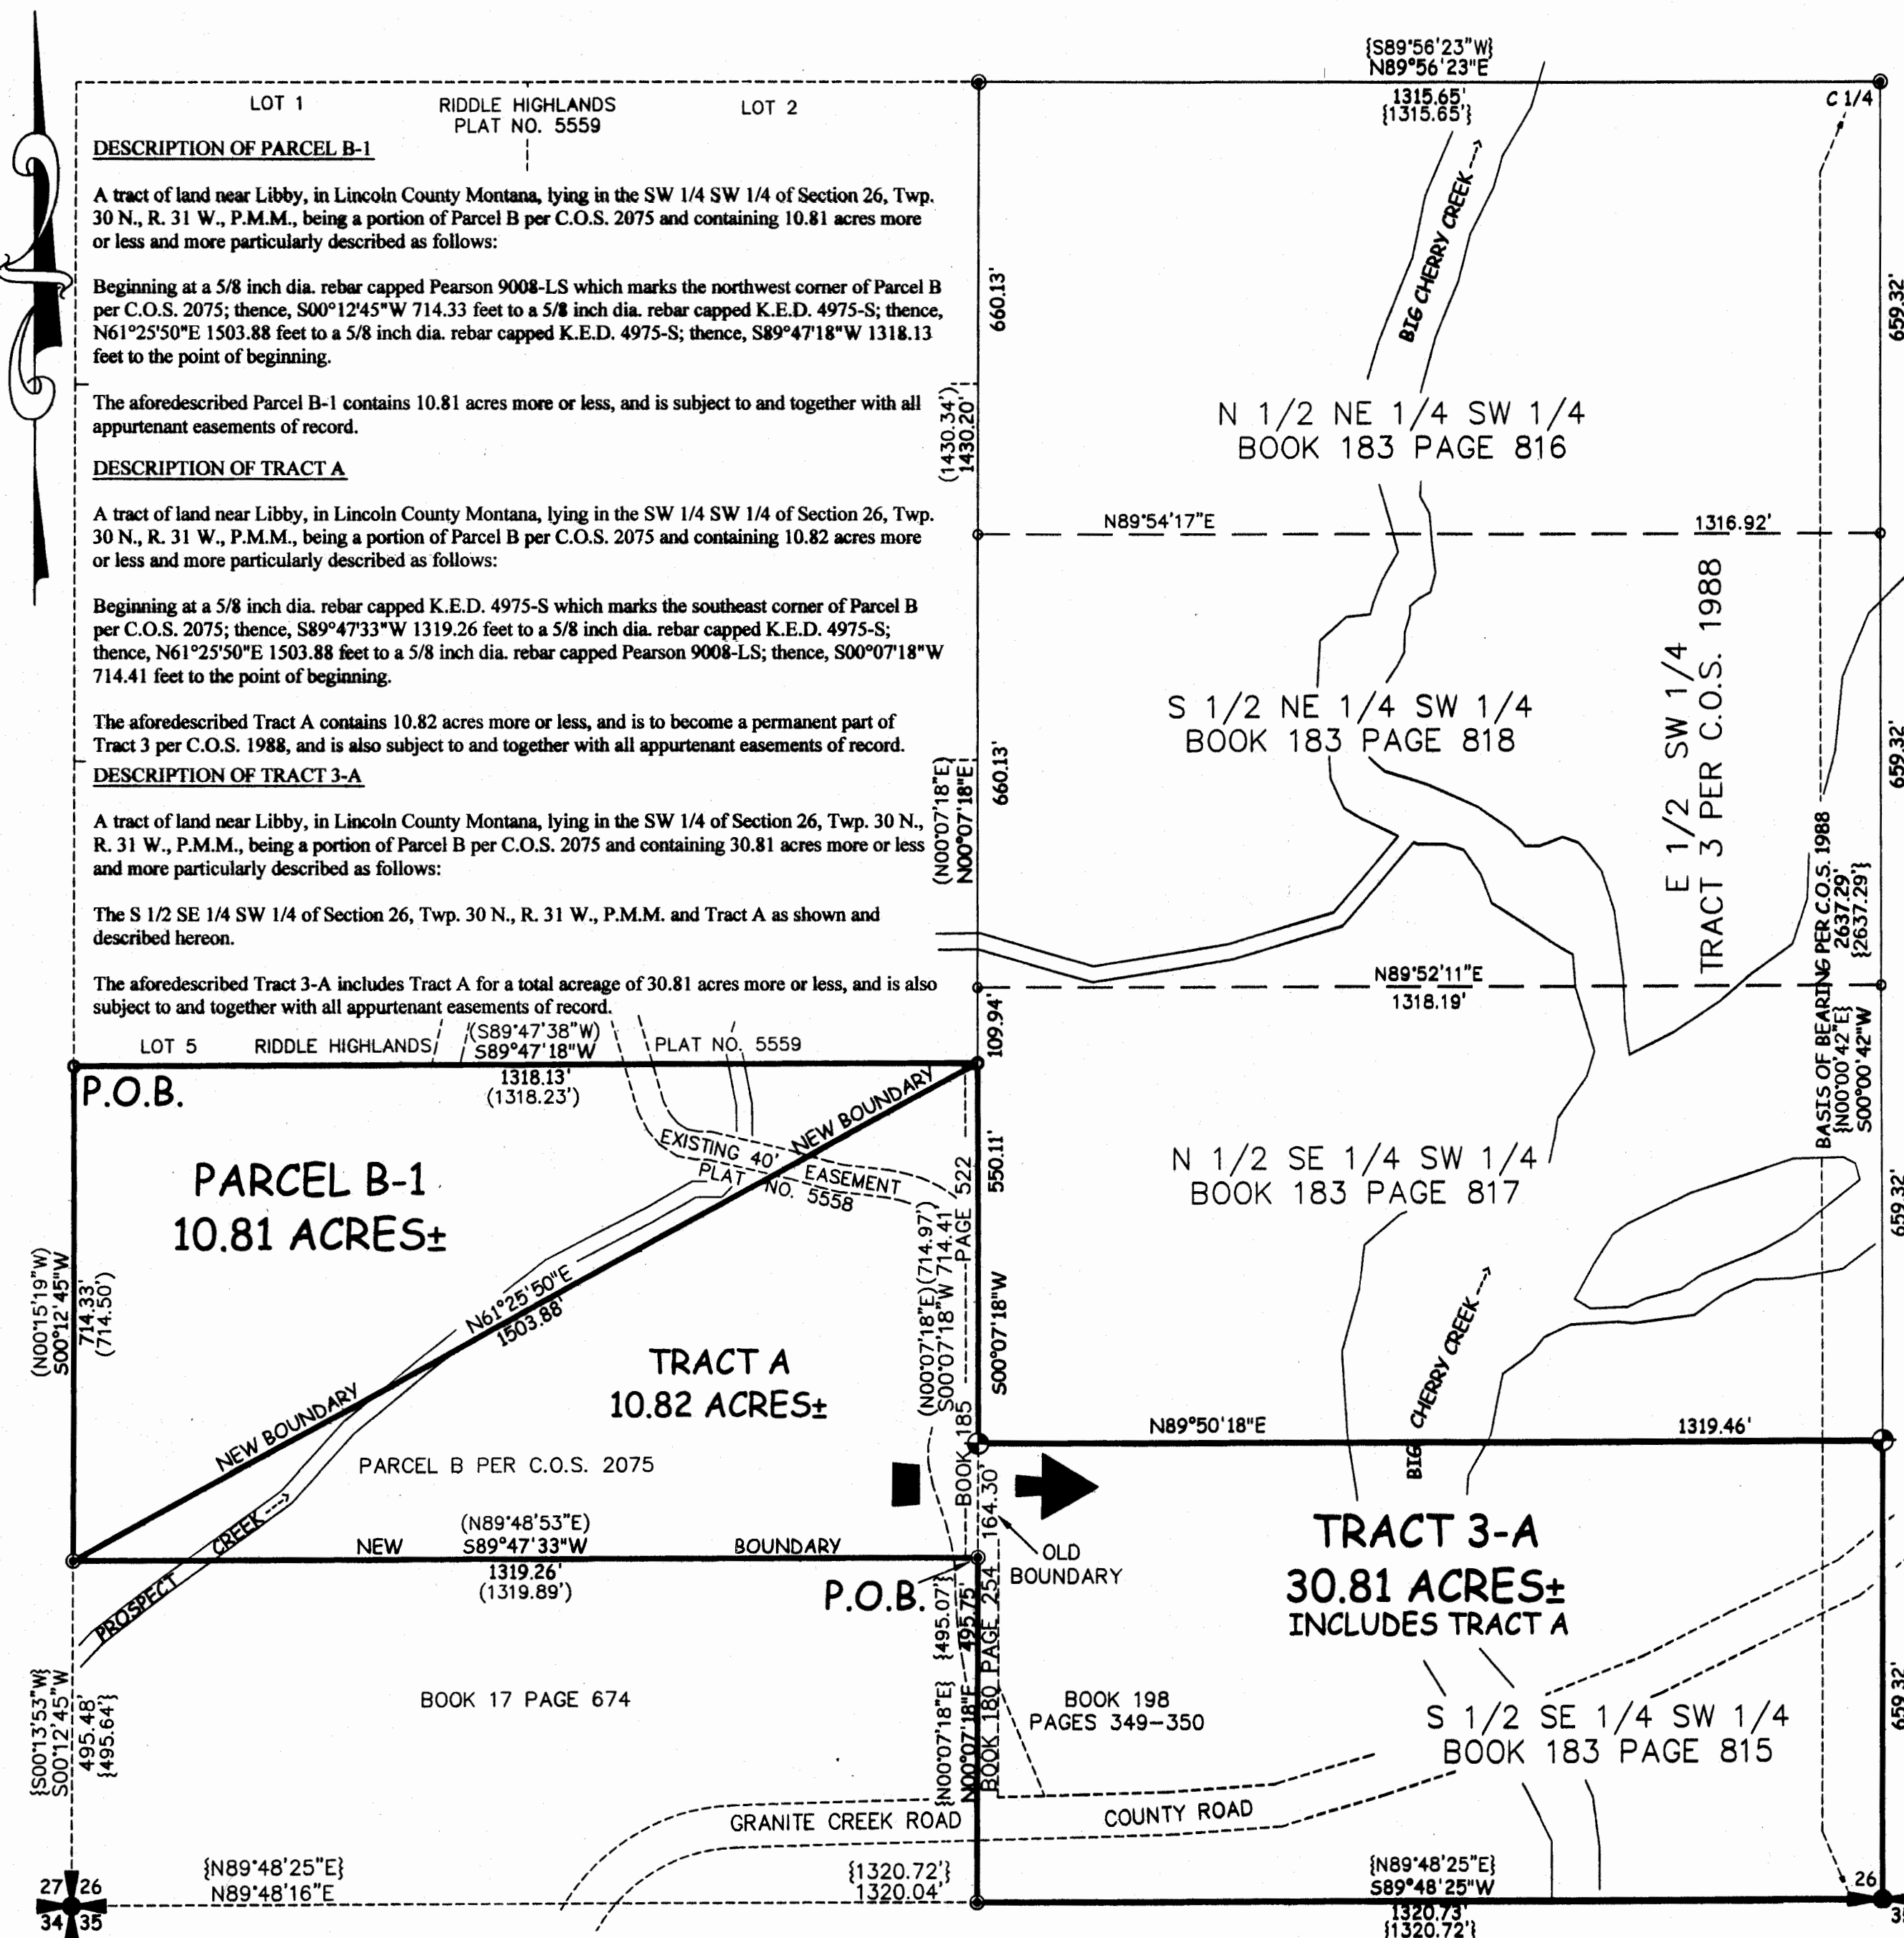 {S89°56'23"W}
N89°56'23"E
1315.65'
{1315.65'}
C 1/4
LOT 1
RIDDLE HIGHLANDS
PLAT NO. 5559
LOT 2
DESCRIPTION OF PARCEL B-1
A tract of land near Libby, in Lincoln County Montana, lying in the SW 1/4 SW 1/4 of Section 26, Twp.
30 N., R. 31 W., P.M.M., being a portion of Parcel B per C.O.S. 2075 and containing 10.81 acres more
or less and more particularly described as follows:
Beginning at a 5/8 inch dia. rebar capped Pearson 9008-LS which marks the northwest corner of Parcel B
per C.O.S. 2075; thence, S00°12'45"W 714.33 feet to a 5/8 inch dia. rebar capped K.E.D. 4975-S; thence,
N61°25'50"E 1503.88 feet to a 5/8 inch dia. rebar capped K.E.D. 4975-S; thence, S89°47'18"W 1318.13
feet to the point of beginning.
The aforedescribed Parcel B-1 contains 10.81 acres more or less, and is subject to and together with all
appurtenant easements of record.
DESCRIPTION OF TRACT A
A tract of land near Libby, in Lincoln County Montana, lying in the SW 1/4 SW 1/4 of Section 26, Twp.
30 N., R. 31 W., P.M.M., being a portion of Parcel B per C.O.S. 2075 and containing 10.82 acres more
or less and more particularly described as follows:
Beginning at a 5/8 inch dia. rebar capped K.E.D. 4975-S which marks the southeast corner of Parcel B
per C.O.S. 2075; thence, S89°47'33"W 1319.26 feet to a 5/8 inch dia. rebar capped K.E.D. 4975-S;
thence, N61°25'50"E 1503.88 feet to a 5/8 inch dia. rebar capped Pearson 9008-LS; thence, S00°07'18"W
714.41 feet to the point of beginning.
The aforedescribed Tract A contains 10.82 acres more or less, and is to become a permanent part of
Tract 3 per C.O.S. 1988, and is also subject to and together with all appurtenant easements of record.
DESCRIPTION OF TRACT 3-A
A tract of land near Libby, in Lincoln County Montana, lying in the SW 1/4 of Section 26, Twp. 30 N.,
R. 31 W., P.M.M., being a portion of Parcel B per C.O.S. 2075 and containing 30.81 acres more or less
and more particularly described as follows:
The S 1/2 SE 1/4 SW 1/4 of Section 26, Twp. 30 N., R. 31 W., P.M.M. and Tract A as shown and
described hereon.
The aforedescribed Tract 3-A includes Tract A for a total acreage of 30.81 acres more or less, and is also
subject to and together with all appurtenant easements of record.
(1430.34')
1430.20'
(N00°07'18"E)
N00°07'18"E
660.13'
660.13'
109.94'
BIG CHERRY CREEK
N 1/2 NE 1/4 SW 1/4
BOOK 183 PAGE 816
659.32'
N89°54'17"E
1316.92'
S 1/2 NE 1/4 SW 1/4
BOOK 183 PAGE 818
E 1/2 SW 1/4
TRACT 3 PER C.O.S. 1988
659.32'
BASIS OF BEARING PER C.O.S. 1988
2637.29'
{2637.29'}
{N00°00'42"E}
S00°00'42"W
N89°52'11"E
1318.19'
LOT 5
RIDDLE HIGHLANDS
(S89°47'38"W)
S89°47'18"W
PLAT NO. 5559
1318.13'
(1318.23')
P.O.B.
PARCEL B-1
10.81 ACRES±
NEW BOUNDARY
EXISTING 40'
EASEMENT
PLAT NO. 5558
BOOK 185 PAGE 522
(N00°07'18"E)(714.97')
S00°07'18"W 714.41
550.11'
S00°07'18"W
N 1/2 SE 1/4 SW 1/4
BOOK 183 PAGE 817
659.32'
(N00°15'19"W)
S00°12'45"W
714.33'
(714.50')
N61°25'50"E
1503.88'
NEW BOUNDARY
TRACT A
10.82 ACRES±
PARCEL B PER C.O.S. 2075
BIG CHERRY CREEK
N89°50'18"E
1319.46'
164.30'
OLD
BOUNDARY
PROSPECT CREEK
NEW
(N89°48'53"E)
S89°47'33"W
BOUNDARY
1319.26'
(1319.89')
P.O.B.
TRACT 3-A
30.81 ACRES±
INCLUDES TRACT A
{S00°13'53"W}
S00°12'45"W
495.48'
{495.64'}
BOOK 17 PAGE 674
{N00°07'18"E} {495.07'}
N00°07'18"E 495.75'
BOOK 180 PAGE 254
BOOK 198
PAGES 349-350
S 1/2 SE 1/4 SW 1/4
BOOK 183 PAGE 815
659.32'
GRANITE CREEK ROAD
COUNTY ROAD
27 26
34 35
{N89°48'25"E}
N89°48'16"E
{1320.72'}
1320.04'
{N89°48'25"E}
S89°48'25"W
1320.73'
{1320.72'}
26